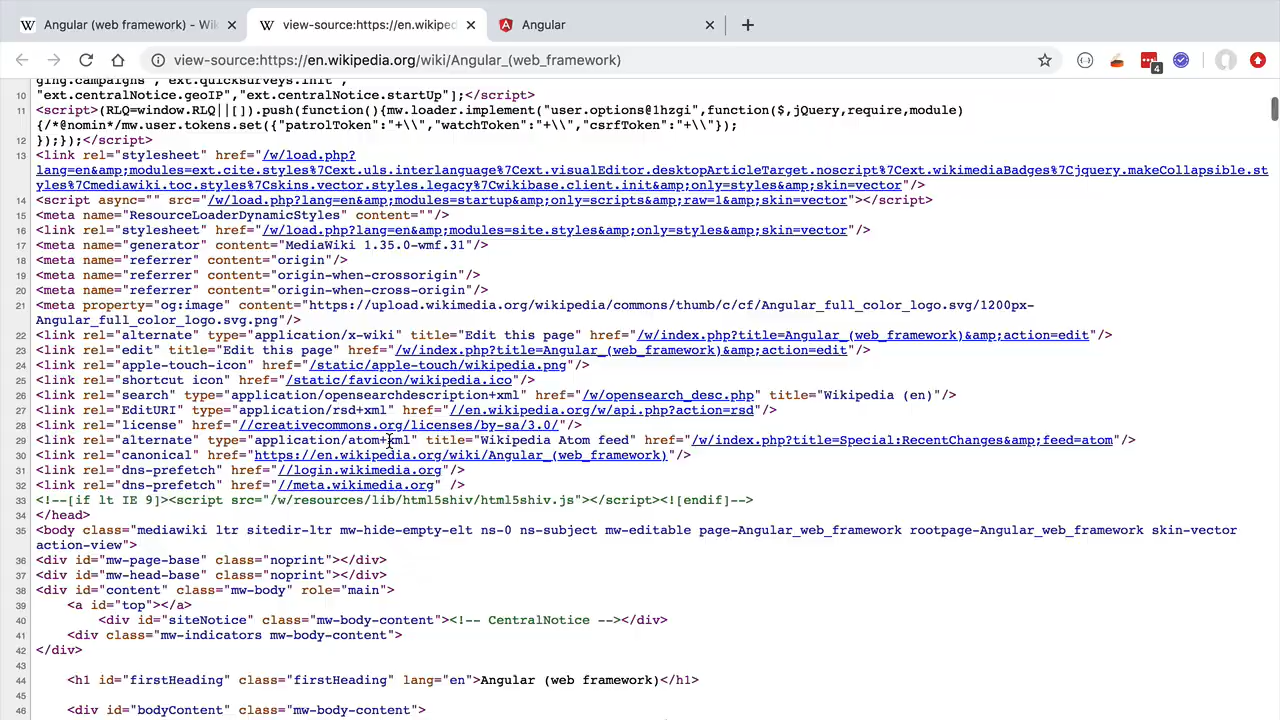 Angular (web framework) - Wi
view-source:https://en.wikiped
Angular
view-source:https://en.wikipedia.org/wiki/Angular_(web_framework)
4
ging.campaigns","ext.quicksurveys.init",
10 "ext.centralNotice.geoIP","ext.centralNotice.startUp"];</script>
11 <script>(RLQ=window.RLQ||[]).push(function(){mw.loader.implement("user.options@1hzgi",function($,jQuery,require,module)
{/*@nomin*/mw.user.tokens.set({"patrolToken":"+\\","watchToken":"+\\","csrfToken":"+\\"});
12 });});</script>
13 <link rel="stylesheet" href="/w/load.php?
lang=en&amp;modules=ext.cite.styles%7Cext.uls.interlanguage%7Cext.visualEditor.desktopArticleTarget.noscript%7Cext.wikimediaBadges%7Cjquery.makeCollapsible.st
yles%7Cmediawiki.toc.styles%7Cskins.vector.styles.legacy%7Cwikibase.client.init&amp;only=styles&amp;skin=vector"/>
14 <script async="" src="/w/load.php?lang=en&amp;modules=startup&amp;only=scripts&amp;raw=1&amp;skin=vector"></script>
15 <meta name="ResourceLoaderDynamicStyles" content=""/>
16 <link rel="stylesheet" href="/w/load.php?lang=en&amp;modules=site.styles&amp;only=styles&amp;skin=vector"/>
17 <meta name="generator" content="MediaWiki 1.35.0-wmf.31"/>
18 <meta name="referrer" content="origin"/>
19 <meta name="referrer" content="origin-when-crossorigin"/>
20 <meta name="referrer" content="origin-when-cross-origin"/>
21 <meta property="og:image" content="https://upload.wikimedia.org/wikipedia/commons/thumb/c/cf/Angular_full_color_logo.svg/1200px-
Angular_full_color_logo.svg.png"/>
22 <link rel="alternate" type="application/x-wiki" title="Edit this page" href="/w/index.php?title=Angular_(web_framework)&amp;action=edit"/>
23 <link rel="edit" title="Edit this page" href="/w/index.php?title=Angular_(web_framework)&amp;action=edit"/>
24 <link rel="apple-touch-icon" href="/static/apple-touch/wikipedia.png"/>
25 <link rel="shortcut icon" href="/static/favicon/wikipedia.ico"/>
26 <link rel="search" type="application/opensearchdescription+xml" href="/w/opensearch_desc.php" title="Wikipedia (en)"/>
27 <link rel="EditURI" type="application/rsd+xml" href="//en.wikipedia.org/w/api.php?action=rsd"/>
28 <link rel="license" href="//creativecommons.org/licenses/by-sa/3.0/"/>
29 <link rel="alternate" type="application/atom+xml" title="Wikipedia Atom feed" href="/w/index.php?title=Special:RecentChanges&amp;feed=atom"/>
30 <link rel="canonical" href="https://en.wikipedia.org/wiki/Angular_(web_framework)"/>
31 <link rel="dns-prefetch" href="//login.wikimedia.org"/>
32 <link rel="dns-prefetch" href="//meta.wikimedia.org" />
33 <!--[if lt IE 9]><script src="/w/resources/lib/html5shiv/html5shiv.js"></script><![endif]-->
34 </head>
35 <body class="mediawiki ltr sitedir-ltr mw-hide-empty-elt ns-0 ns-subject mw-editable page-Angular_web_framework rootpage-Angular_web_framework skin-vector
action-view">
36 <div id="mw-page-base" class="noprint"></div>
37 <div id="mw-head-base" class="noprint"></div>
38 <div id="content" class="mw-body" role="main">
39 <a id="top"></a>
40 <div id="siteNotice" class="mw-body-content"><!-- CentralNotice --></div>
41 <div class="mw-indicators mw-body-content">
42 </div>
43
44 <h1 id="firstHeading" class="firstHeading" lang="en">Angular (web framework)</h1>
45
46 <div id="bodyContent" class="mw-body-content">